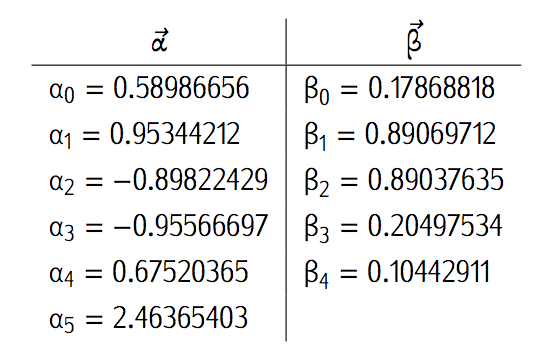 α⃗ β⃗
α₀ = 0.58986656 β₀ = 0.17868818
α₁ = 0.95344212 β₁ = 0.89069712
α₂ = −0.89822429 β₂ = 0.89037635
α₃ = −0.95566697 β₃ = 0.20497534
α₄ = 0.67520365 β₄ = 0.10442911
α₅ = 2.46365403